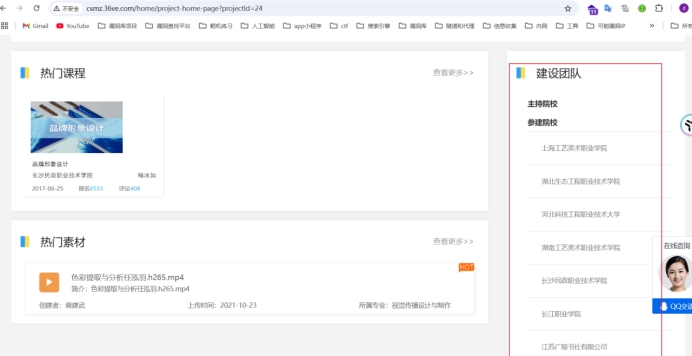 不安全 csmz.36ve.com/home/project-home-page?projectId=24
Gmail YouTube 漏洞库项目 漏洞查找平台 靶机练习 人工智能 app小程序 ctf 搜索引擎 漏洞库 隧道和代理 信息收集 内网 工具 可能漏洞IP » 所有
热门课程 查看更多>>
品牌形象设计
品牌形象设计
长沙民政职业技术学院
2017-06-25 报名6533 评论408
热门素材 查看更多>>
HOT
色彩提取与分析任泓羽.h265.mp4
简介：色彩提取与分析任泓羽.h265.mp4
创建者：蒋建武 上传时间：2021-10-23 所属专业：视觉传播设计与制作
建设团队
主持院校
参建院校
上海工艺美术职业学院
湖北生态工程职业技术学院
河北科技工程职业技术大学
湖南工艺美术职业学院
长沙民政职业技术学院
长江职业学院
江苏广陵书社有限公司
在线咨询
QQ交谈